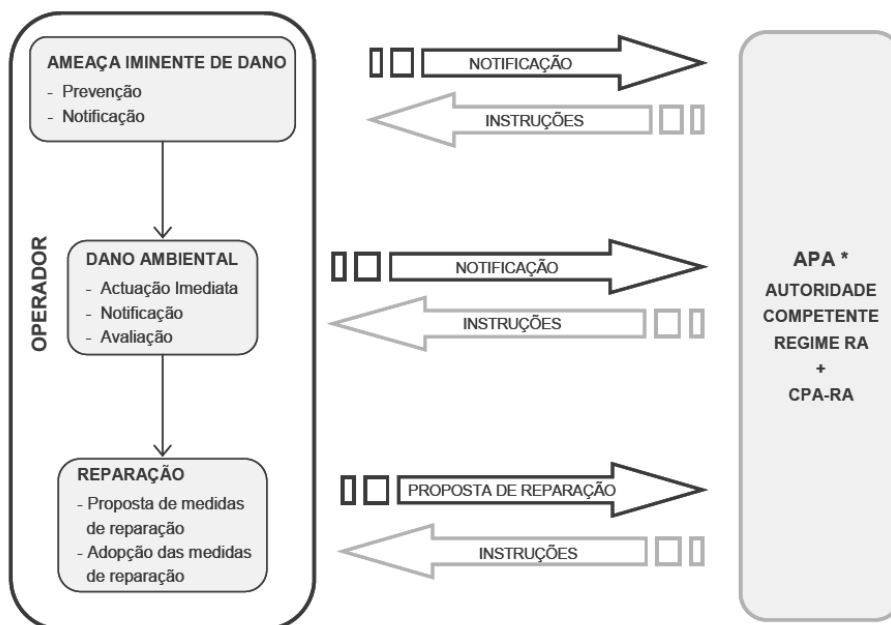 AMEAÇA IMINENTE DE DANO
- Prevenção
- Notificação
NOTIFICAÇÃO
INSTRUÇÕES
OPERADOR
DANO AMBIENTAL
- Actuação Imediata
- Notificação
- Avaliação
NOTIFICAÇÃO
INSTRUÇÕES
REPARAÇÃO
- Proposta de medidas
de reparação
- Adopção das medidas
de reparação
PROPOSTA DE REPARAÇÃO
INSTRUÇÕES
APA *
AUTORIDADE
COMPETENTE
REGIME RA
+
CPA-RA